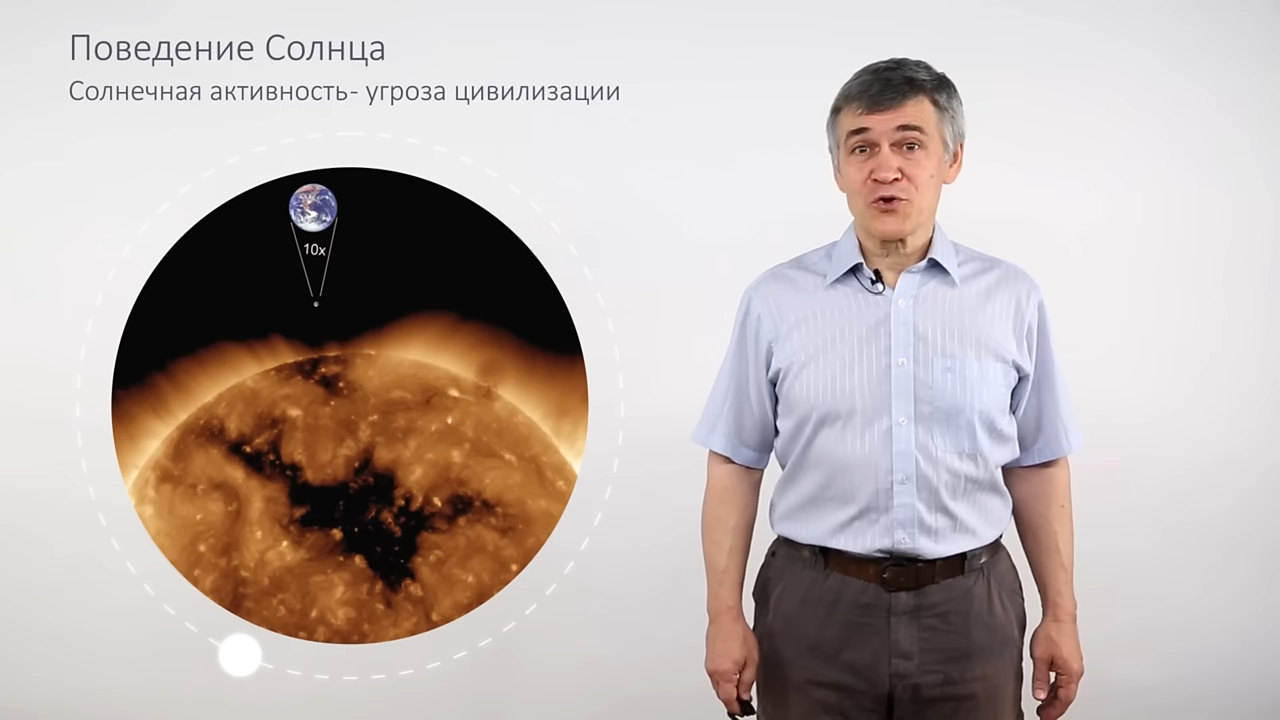 Поведение Солнца
Солнечная активность- угроза цивилизации
10x